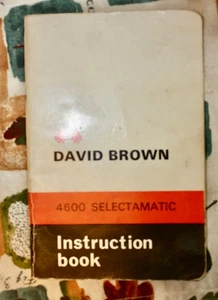 DAVID BROWN
4600 SELECTAMATIC
Instruction
book